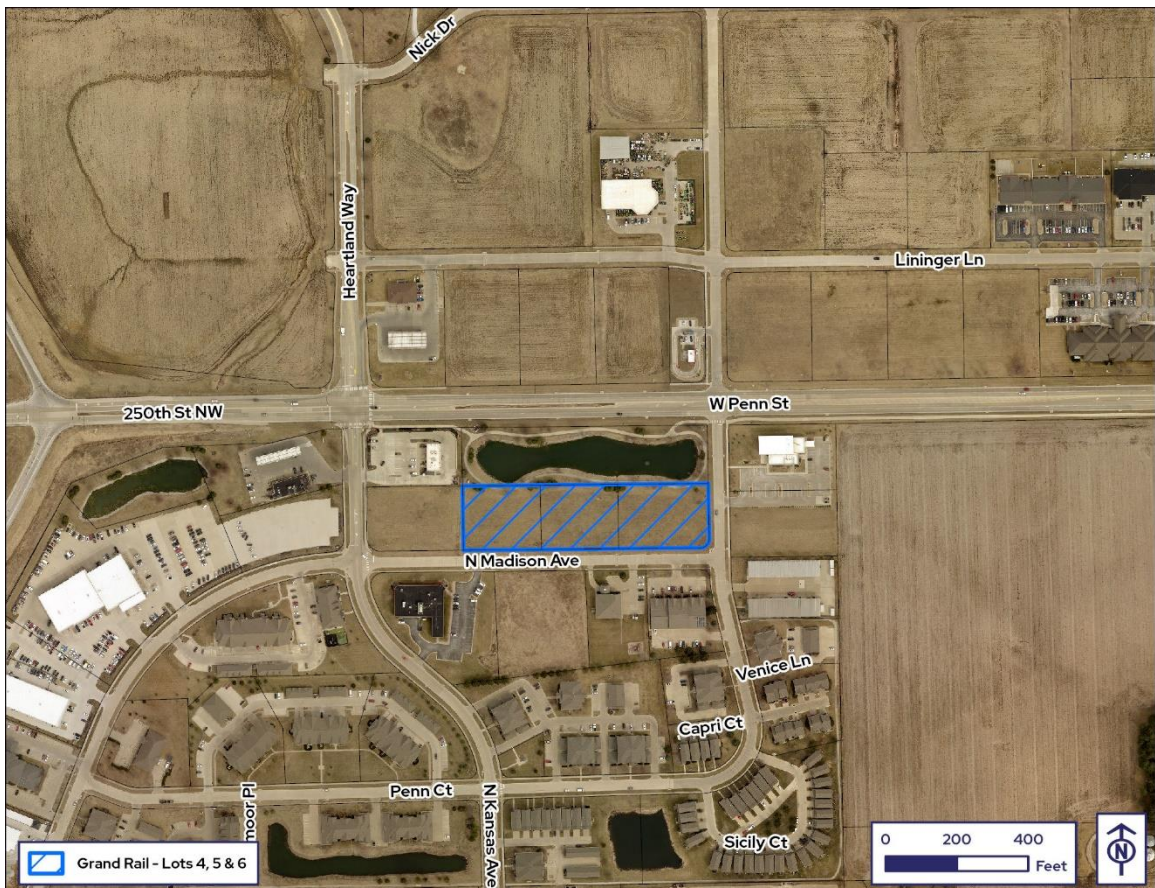 Nick Dr
Heartland Way
Lininger Ln
250th St NW
W Penn St
N Madison Ave
Venice Ln
Capri Ct
Penn Ct
moor Pl
N Kansas Ave
Sicily Ct
Grand Rail - Lots 4, 5 & 6
0 200 400
Feet
N